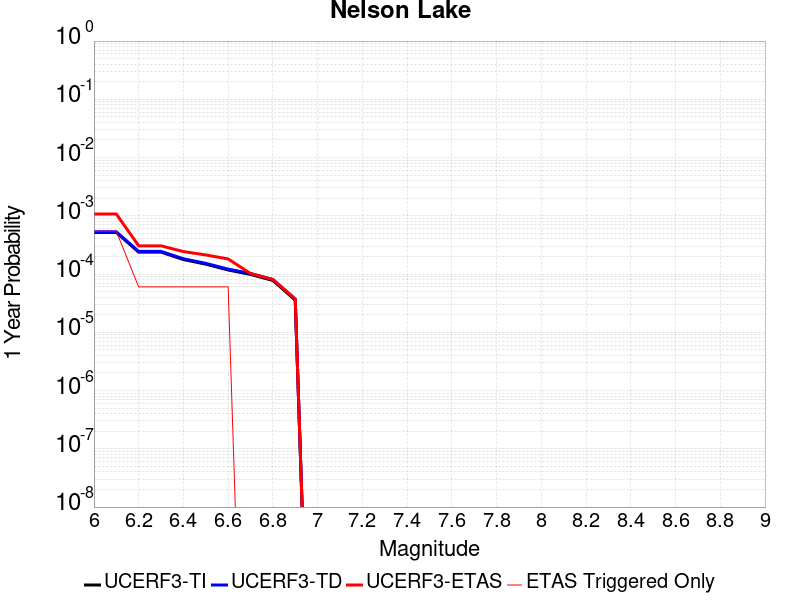 Nelson Lake
10^0
10^-1
10^-2
10^-3
10^-4
10^-5
10^-6
10^-7
10^-8
1 Year Probability
6 6.2 6.4 6.6 6.8 7 7.2 7.4 7.6 7.8 8 8.2 8.4 8.6 8.8 9
Magnitude
UCERF3-TI UCERF3-TD UCERF3-ETAS ETAS Triggered Only